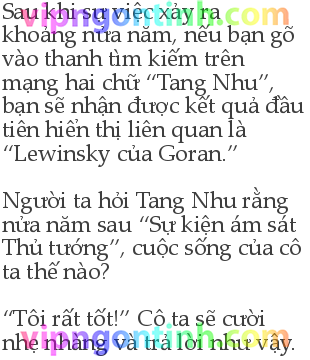 Sau khi sự việc xảy ra
vipngontinh.com
khoảng nửa năm, nếu bạn gõ
vào thanh tìm kiếm trên
mạng hai chữ “Tang Nhu”,
bạn sẽ nhận được kết quả đầu
tiên hiển thị liên quan là
“Lewinsky của Goran.”
Người ta hỏi Tang Nhu rằng
nửa năm sau “Sự kiện ám sát
Thủ tướng”, cuộc sống của cô
ta thế nào?
“Tôi rất tốt!” Cô ta sẽ cười
vipngontinh.com
nhẹ nhàng và trả lời như vậy.